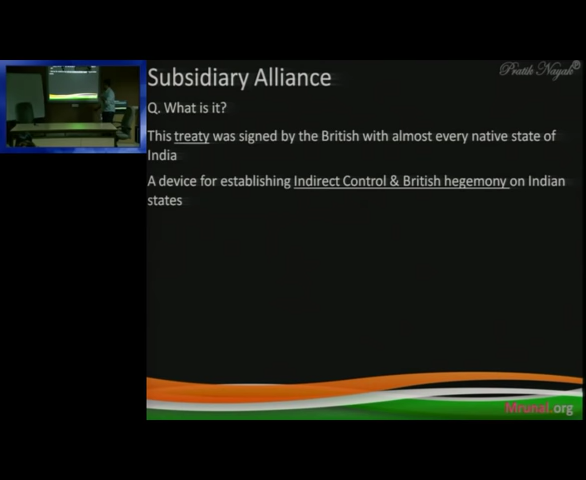 Pratik Nayak©
Subsidiary Alliance
Q. What is it?
This treaty was signed by the British with almost every native state of
India
A device for establishing Indirect Control & British hegemony on Indian
states
Mrunal.org